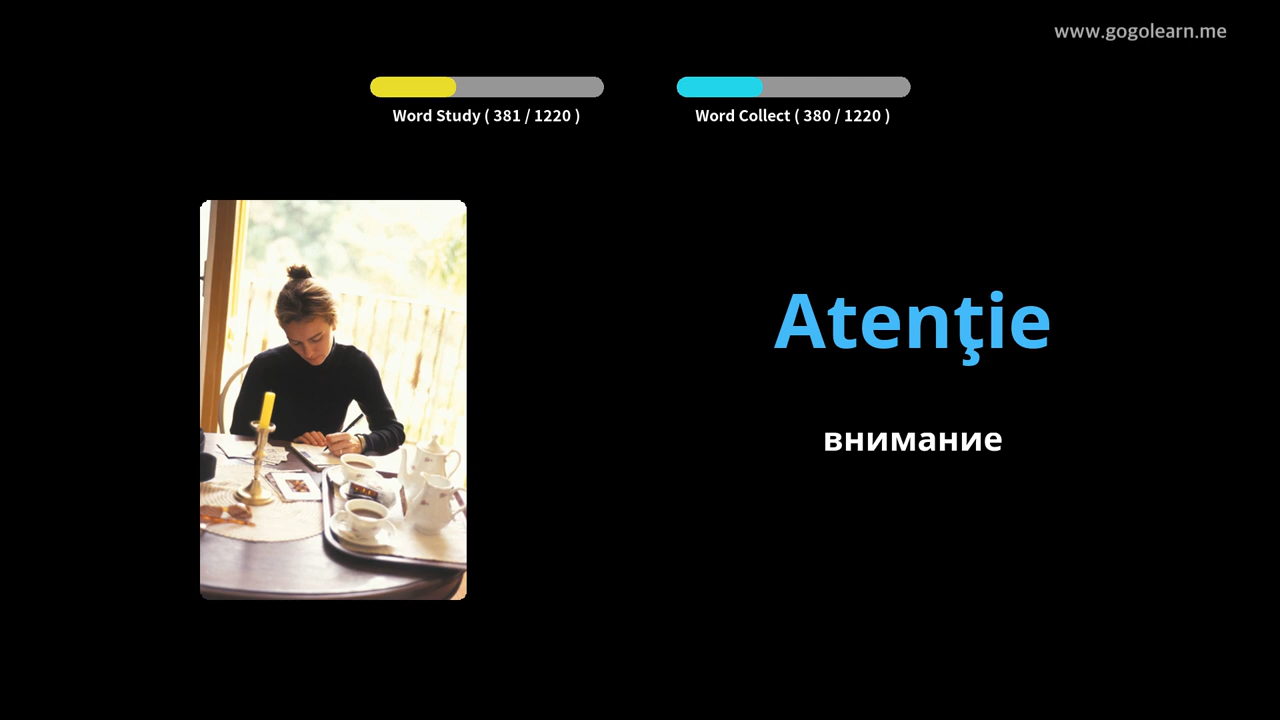 www.gogolearn.me
Word Study ( 381 / 1220 )
Word Collect ( 380 / 1220 )
Atenţie
внимание